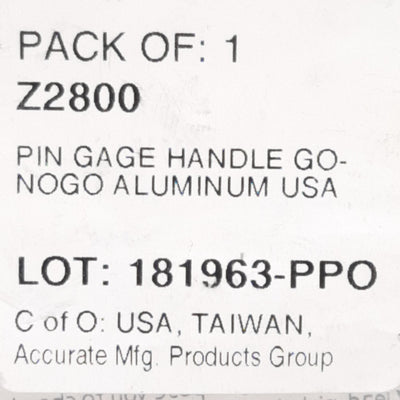 PACK OF: 1
Z2800
PIN GAGE HANDLE GO-
NOGO ALUMINUM USA
LOT: 181963-PPO
C of O: USA, TAIWAN,
Accurate Mfg. Products Group